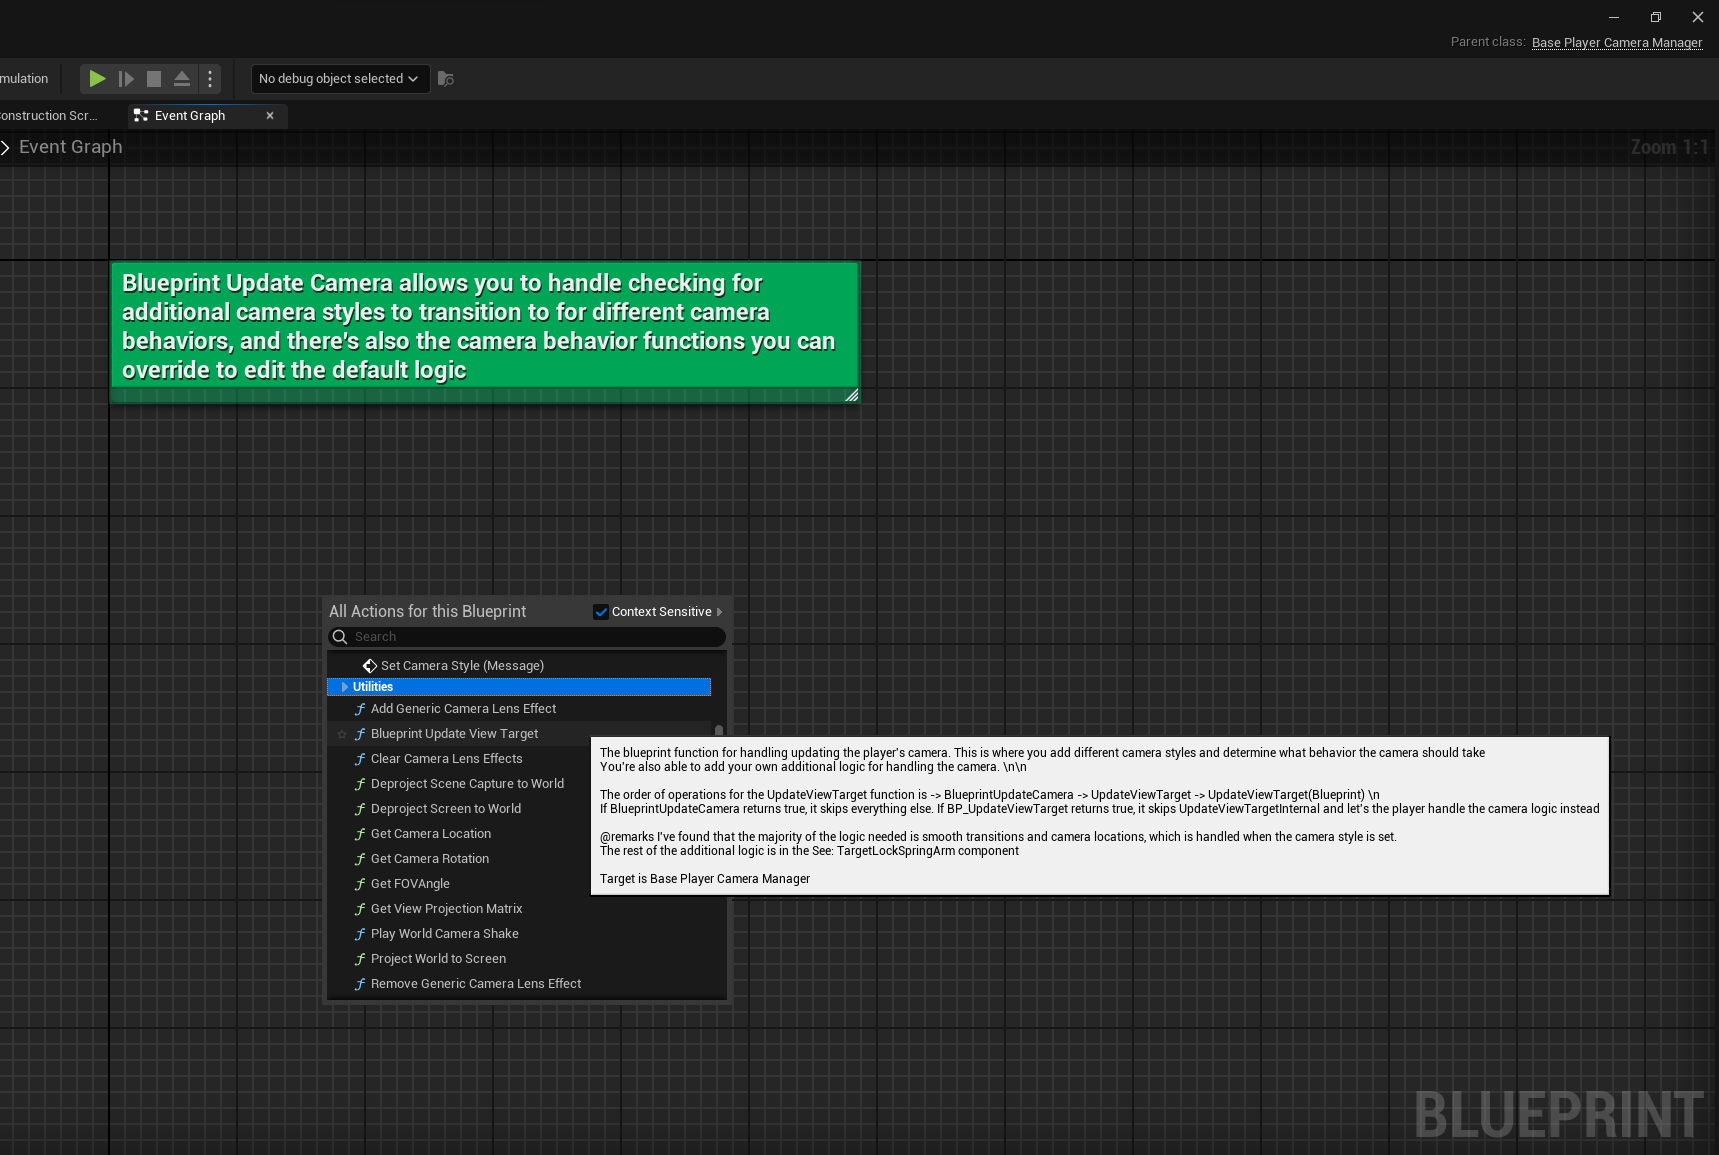 Parent class: Base Player Camera Manager
mulation
No debug object selected
onstruction Scr...
Event Graph
Event Graph
Zoom 1:1
Blueprint Update Camera allows you to handle checking for
additional camera styles to transition to for different camera
behaviors, and there's also the camera behavior functions you can
override to edit the default logic
All Actions for this Blueprint
Context Sensitive
Search
Set Camera Style (Message)
Utilities
Add Generic Camera Lens Effect
Blueprint Update View Target
Clear Camera Lens Effects
Deproject Scene Capture to World
Deproject Screen to World
Get Camera Location
Get Camera Rotation
Get FOVAngle
Get View Projection Matrix
Play World Camera Shake
Project World to Screen
Remove Generic Camera Lens Effect
The blueprint function for handling updating the player's camera. This is where you add different camera styles and determine what behavior the camera should take
You're also able to add your own additional logic for handling the camera. \n\n
The order of operations for the UpdateViewTarget function is -> BlueprintUpdateCamera -> UpdateViewTarget -> UpdateViewTarget(Blueprint) \n
If BlueprintUpdateCamera returns true, it skips everything else. If BP_UpdateViewTarget returns true, it skips UpdateViewTargetInternal and let's the player handle the camera logic instead
@remarks I've found that the majority of the logic needed is smooth transitions and camera locations, which is handled when the camera style is set.
The rest of the additional logic is in the See: TargetLockSpringArm component
Target is Base Player Camera Manager
BLUEPRINT